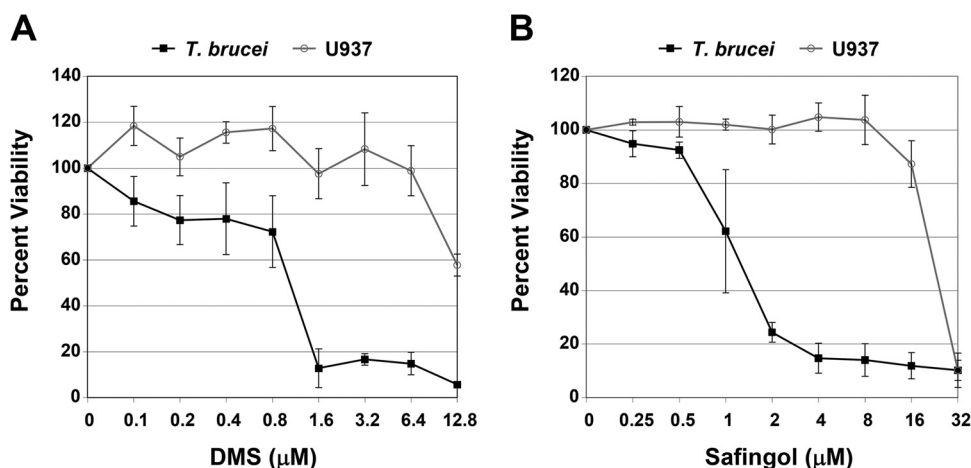 A
T. brucei U937
140
120
100
80
60
40
20
0
Percent Viability
0 0.1 0.2 0.4 0.8 1.6 3.2 6.4 12.8
DMS (μM)
B
T. brucei U937
120
100
80
60
40
20
0
Percent Viability
0 0.25 0.5 1 2 4 8 16 32
Safingol (μM)